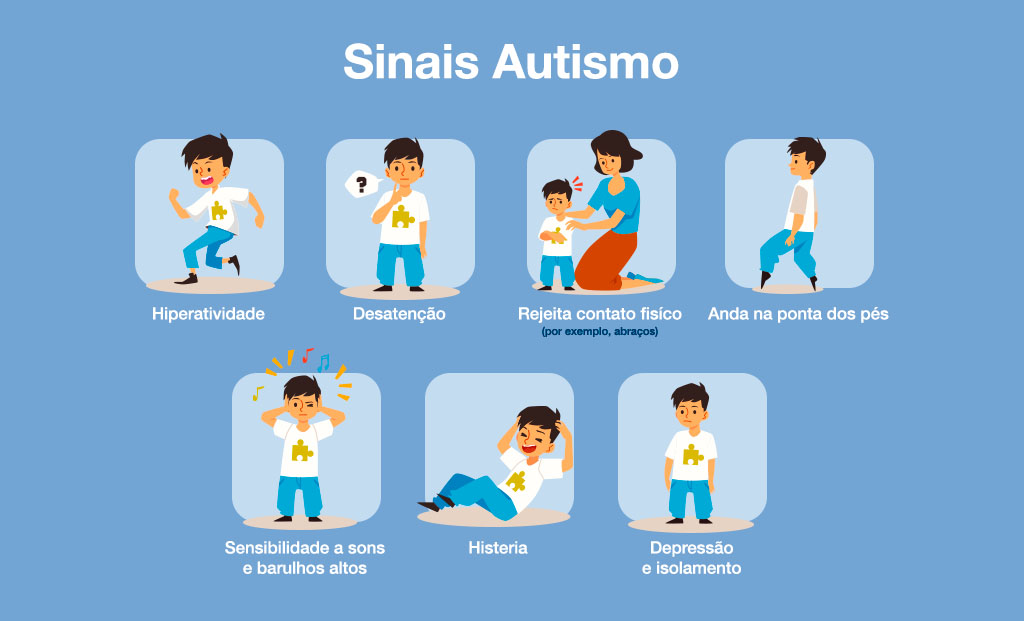 Sinais Autismo
?
Hiperatividade
Desatenção
Rejeita contato fisíco
(por exemplo, abraços)
Anda na ponta dos pés
Sensibilidade a sons
e barulhos altos
Histeria
Depressão
e isolamento